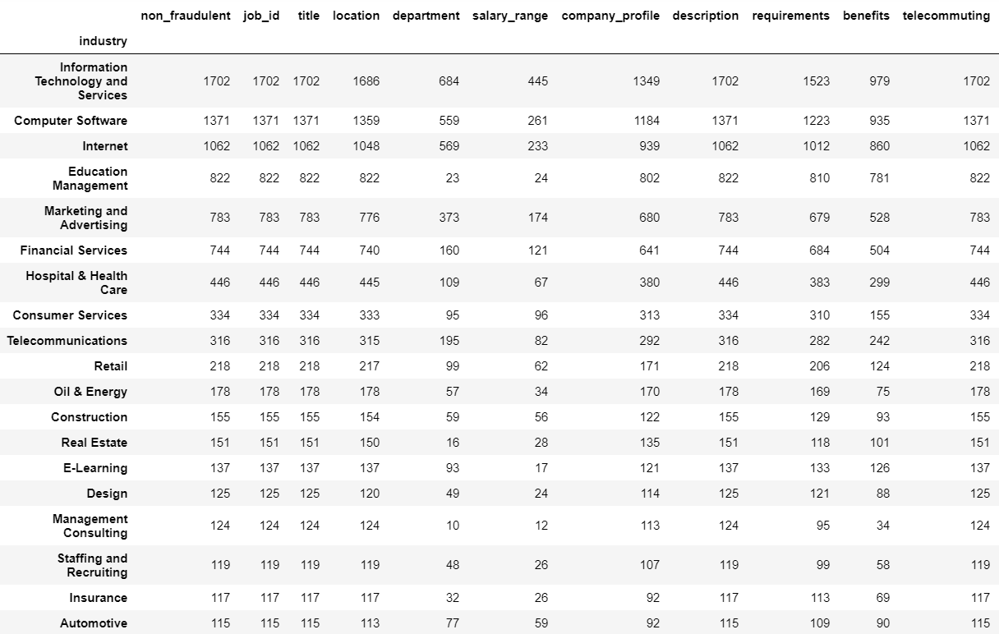 non_fraudulent job_id title location department salary_range company_profile description requirements benefits telecommuting
industry
Information
Technology and
Services
1702 1702 1702 1686 684 445 1349 1702 1523 979 1702
Computer Software 1371 1371 1371 1359 559 261 1184 1371 1223 935 1371
Internet 1062 1062 1062 1048 569 233 939 1062 1012 860 1062
Education
Management
822 822 822 822 23 24 802 822 810 781 822
Marketing and
Advertising
783 783 783 776 373 174 680 783 679 528 783
Financial Services 744 744 744 740 160 121 641 744 684 504 744
Hospital & Health
Care
446 446 446 445 109 67 380 446 383 299 446
Consumer Services 334 334 334 333 95 96 313 334 310 155 334
Telecommunications 316 316 316 315 195 82 292 316 282 242 316
Retail 218 218 218 217 99 62 171 218 206 124 218
Oil & Energy 178 178 178 178 57 34 170 178 169 75 178
Construction 155 155 155 154 59 56 122 155 129 93 155
Real Estate 151 151 151 150 16 28 135 151 118 101 151
E-Learning 137 137 137 137 93 17 121 137 133 126 137
Design 125 125 125 120 49 24 114 125 121 88 125
Management
Consulting
124 124 124 124 10 12 113 124 95 34 124
Staffing and
Recruiting
119 119 119 119 48 26 107 119 99 58 119
Insurance 117 117 117 117 32 26 92 117 113 69 117
Automotive 115 115 115 113 77 59 92 115 109 90 115